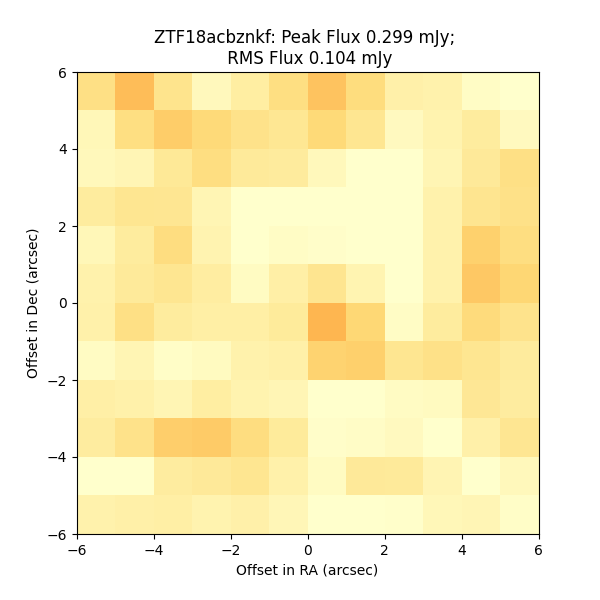 ZTF18acbznkf: Peak Flux 0.299 mJy;
RMS Flux 0.104 mJy
6
4
2
0
−2
−4
−6
Offset in Dec (arcsec)
−6 −4 −2 0 2 4 6
Offset in RA (arcsec)